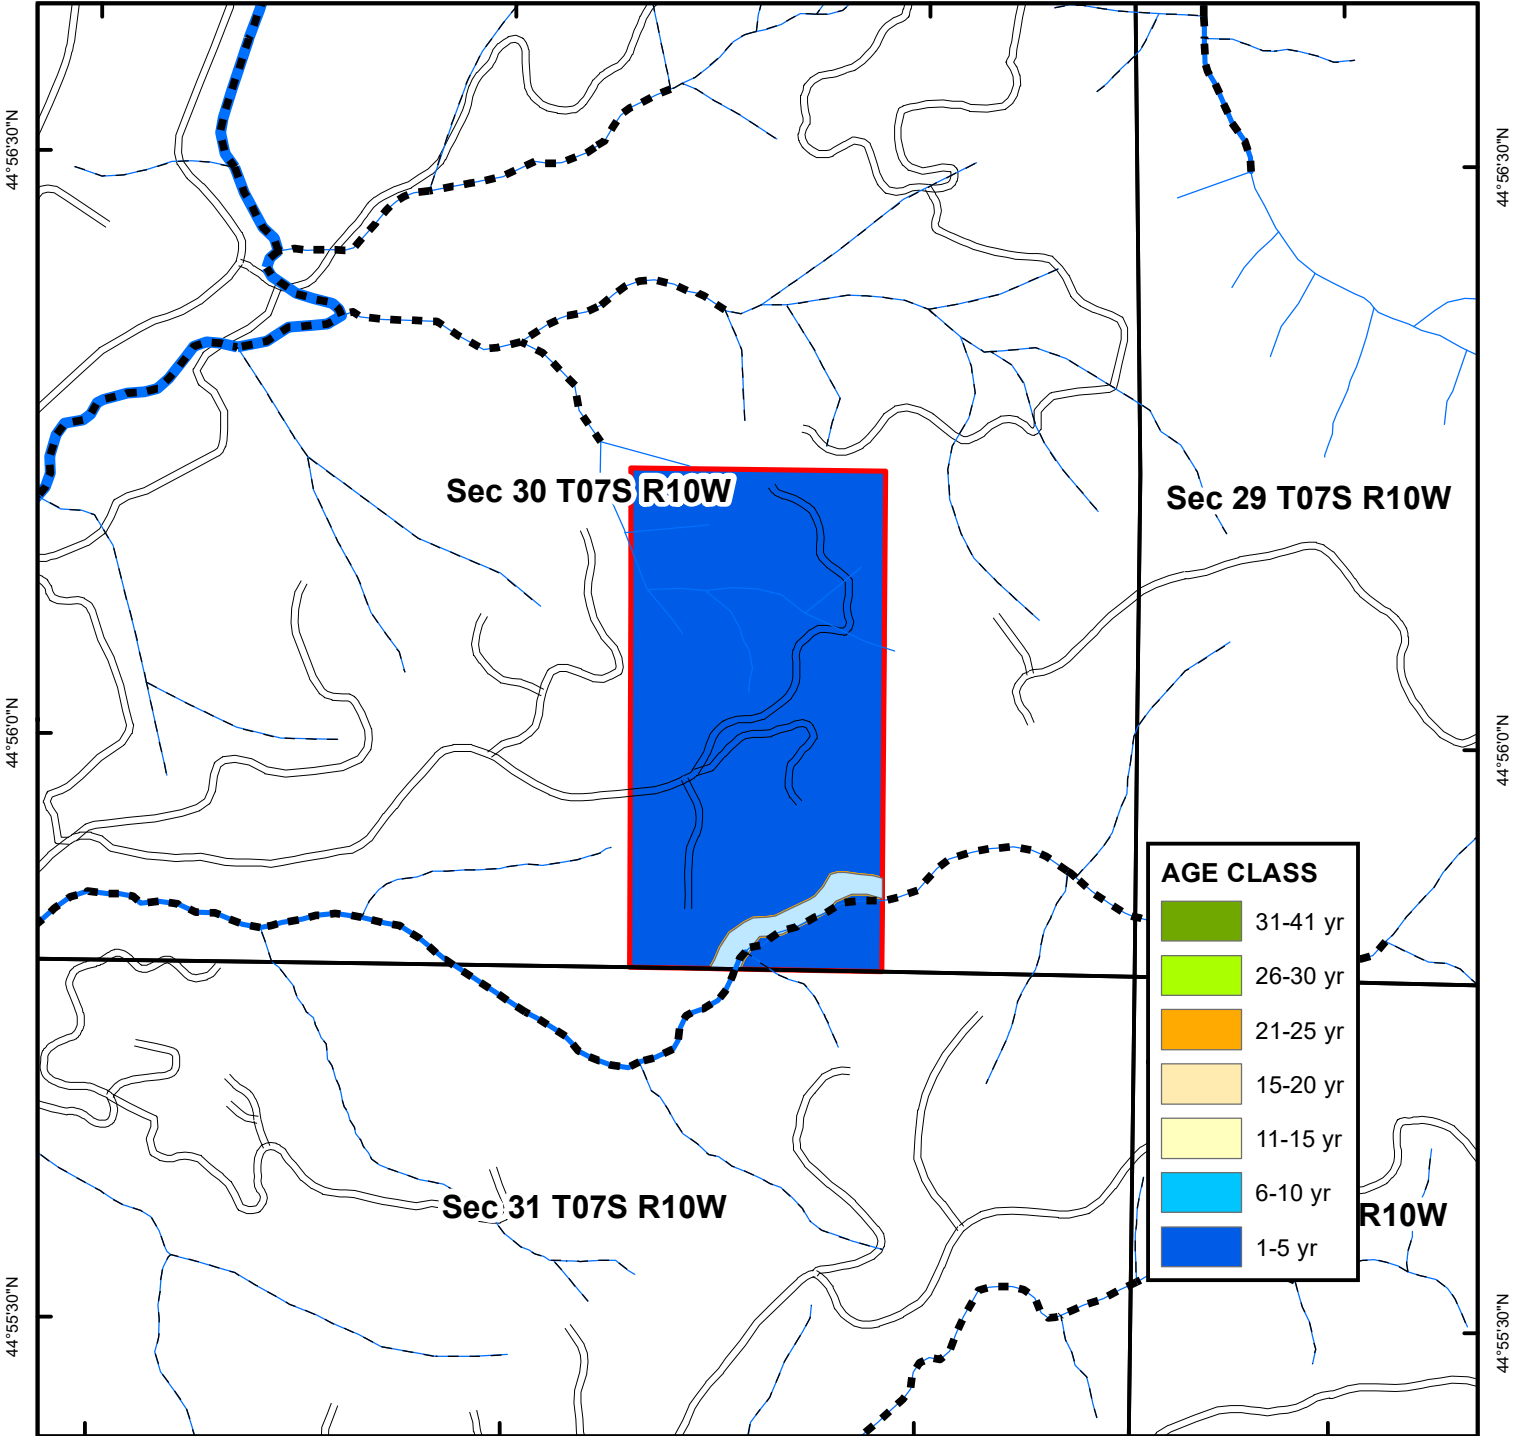 44°56'30"N
44°56'30"N
Sec 30 T07S R10W
Sec 29 T07S R10W
44°56'0"N
44°56'0"N
AGE CLASS
31-41 yr
26-30 yr
21-25 yr
15-20 yr
11-15 yr
6-10 yr
1-5 yr
Sec 31 T07S R10W
R10W
44°55'30"N
44°55'30"N